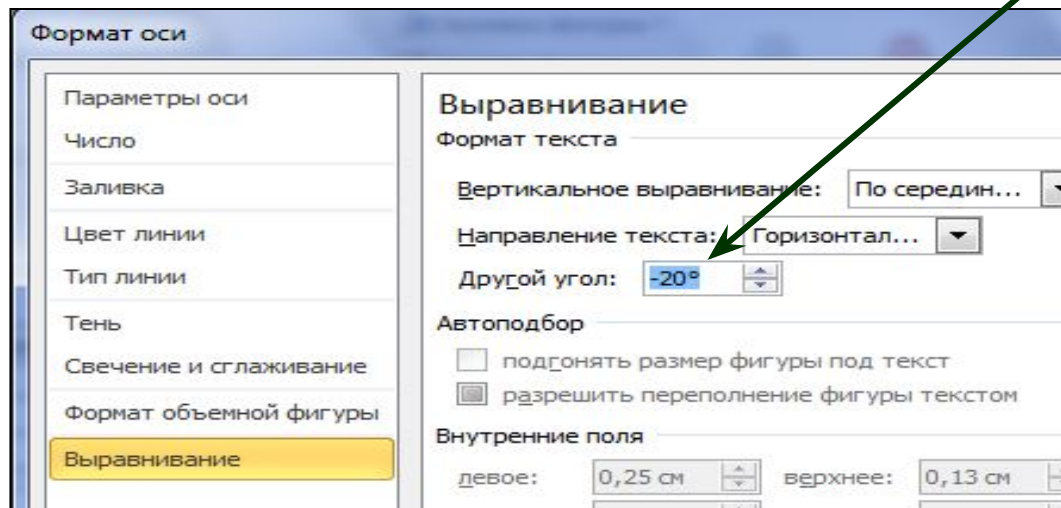 Формат оси
Параметры оси
Число
Заливка
Цвет линии
Тип линии
Тень
Свечение и сглаживание
Формат объемной фигуры
Выравнивание
Выравнивание
Формат текста
Вертикальное выравнивание: По середин...
Направление текста: Горизонтал...
Другой угол: -20°
Автоподбор
подгонять размер фигуры под текст
разрешить переполнение фигуры текстом
Внутренние поля
левое: 0,25 см верхнее: 0,13 см